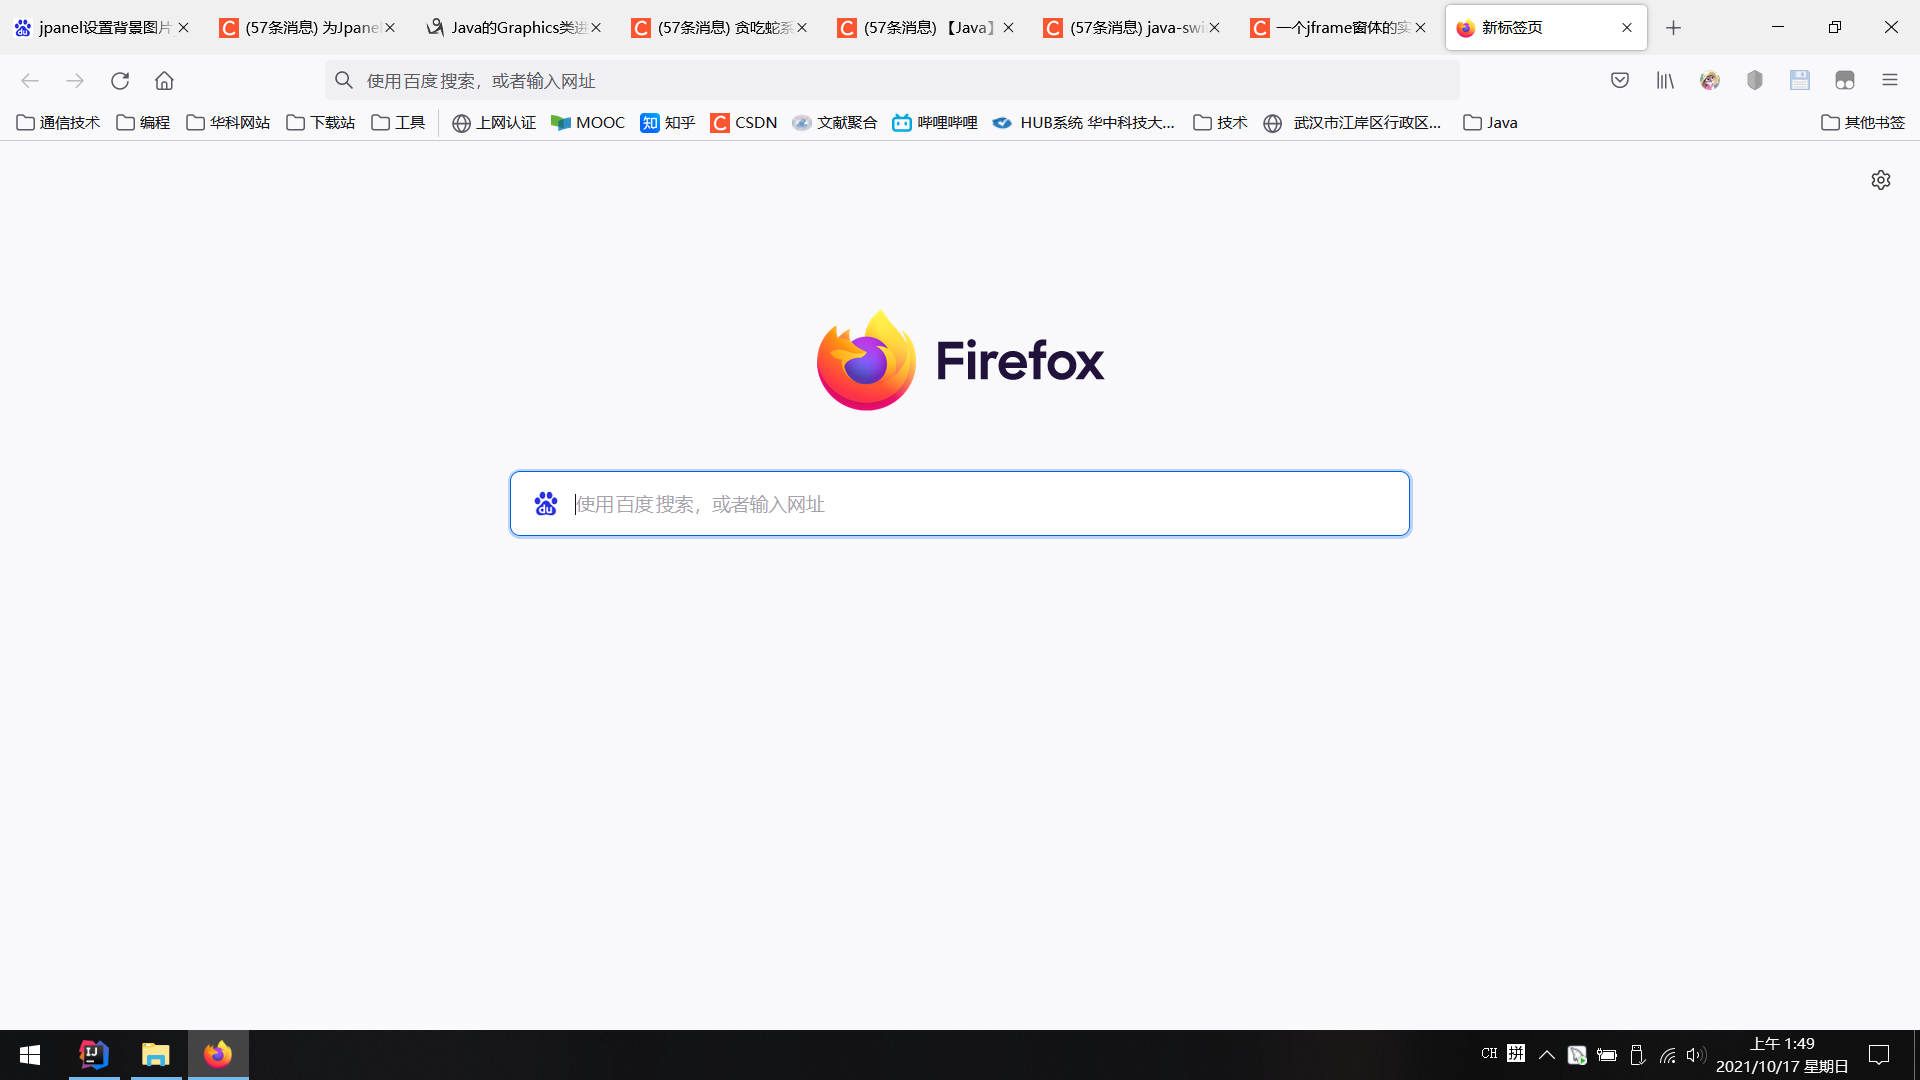 jpanel设置背景图片
(57条消息) 为Jpanel
Java的Graphics类进
(57条消息) 贪吃蛇系
(57条消息) 【Java】
(57条消息) java-swi
一个jframe窗体的实
新标签页
使用百度搜索，或者输入网址
通信技术
编程
华科网站
下载站
工具
上网认证
MOOC
知 知乎
CSDN
文献聚合
哔哩哔哩
HUB系统 华中科技大...
技术
武汉市江岸区行政区...
Java
其他书签
Firefox
du 使用百度搜索，或者输入网址
IJ
CH 拼
上午 1:49
2021/10/17 星期日